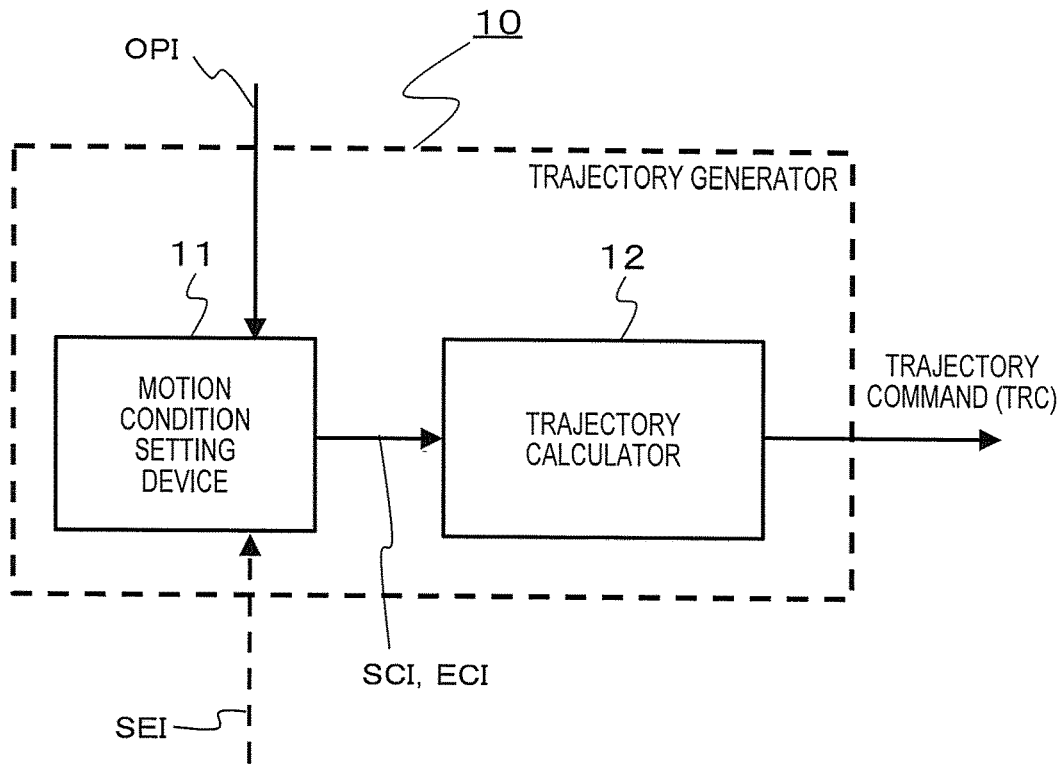 10
OPI
TRAJECTORY GENERATOR
11
12
MOTION
CONDITION
SETTING
DEVICE
TRAJECTORY
CALCULATOR
TRAJECTORY
COMMAND (TRC)
SCI, ECI
SEI